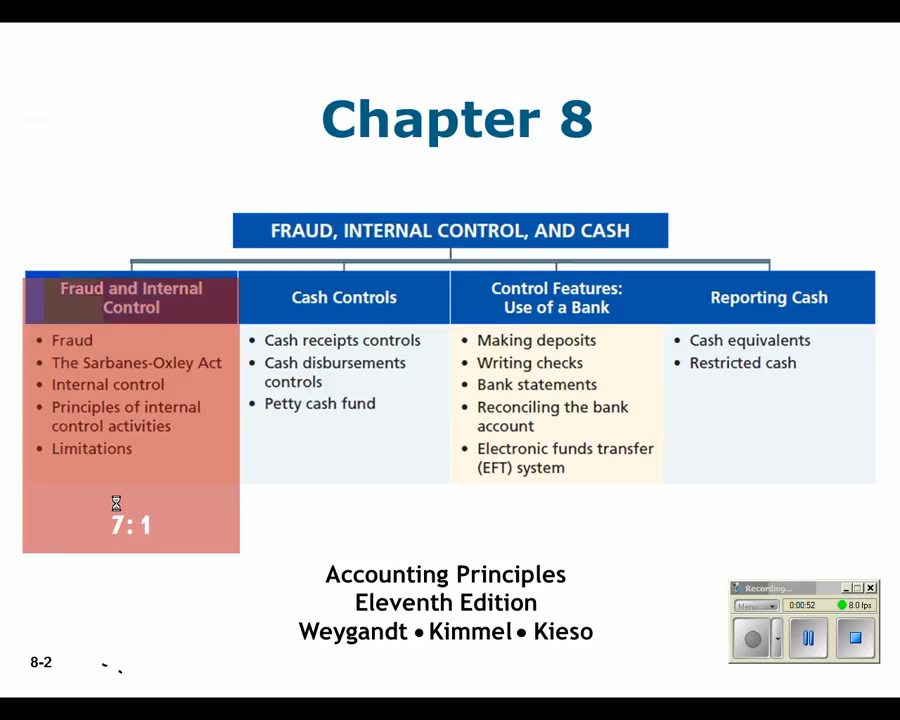 Chapter 8
FRAUD, INTERNAL CONTROL, AND CASH
Fraud and Internal
Control
• Fraud
• The Sarbanes-Oxley Act
• Internal control
• Principles of internal
control activities
• Limitations
7:1
Cash Controls
• Cash receipts controls
• Cash disbursements
controls
• Petty cash fund
Control Features:
Use of a Bank
• Making deposits
• Writing checks
• Bank statements
• Reconciling the bank
account
• Electronic funds transfer
(EFT) system
Reporting Cash
• Cash equivalents
• Restricted cash
Accounting Principles
Eleventh Edition
Weygandt • Kimmel • Kieso
Recording...
Menu
0:00:52
8.0 fps
8-2